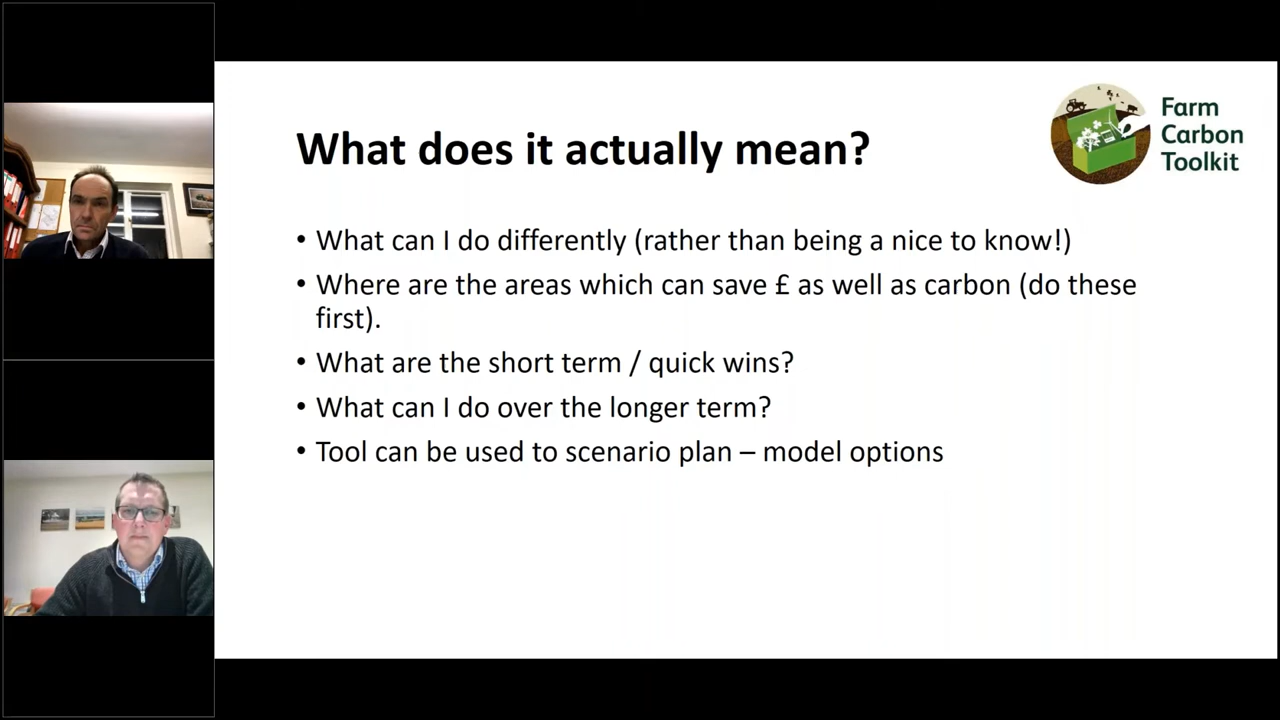 What does it actually mean?
Farm
Carbon
Toolkit
• What can I do differently (rather than being a nice to know!)
• Where are the areas which can save £ as well as carbon (do these
first).
• What are the short term / quick wins?
• What can I do over the longer term?
• Tool can be used to scenario plan – model options